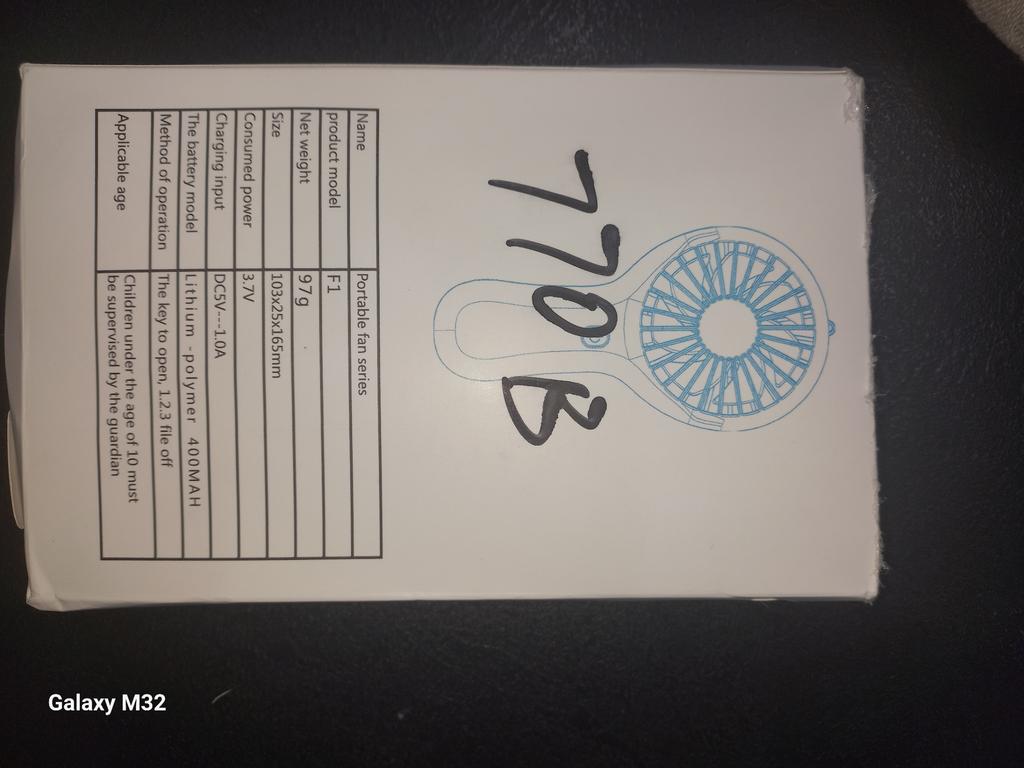 770B
Name Portable fan series
product model F1
Net weight 97g
Size 103x25x165mm
Consumed power 3.7V
Charging input DC5V---1.0A
The battery model Lithium -polymer 400MAH
Method of operation The key to open, 1.2.3 file off
Applicable age Children under the age of 10 must
be supervised by the guardian
Galaxy M32